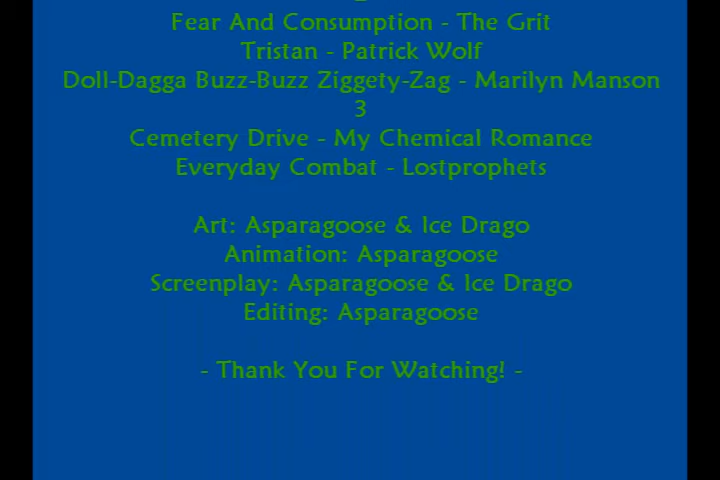 Fear And Consumption - The Grit
Tristan - Patrick Wolf
Doll-Dagga Buzz-Buzz Ziggety-Zag - Marilyn Manson
3
Cemetery Drive - My Chemical Romance
Everyday Combat - Lostprophets
Art: Asparagoose & Ice Drago
Animation: Asparagoose
Screenplay: Asparagoose & Ice Drago
Editing: Asparagoose
- Thank You For Watching! -